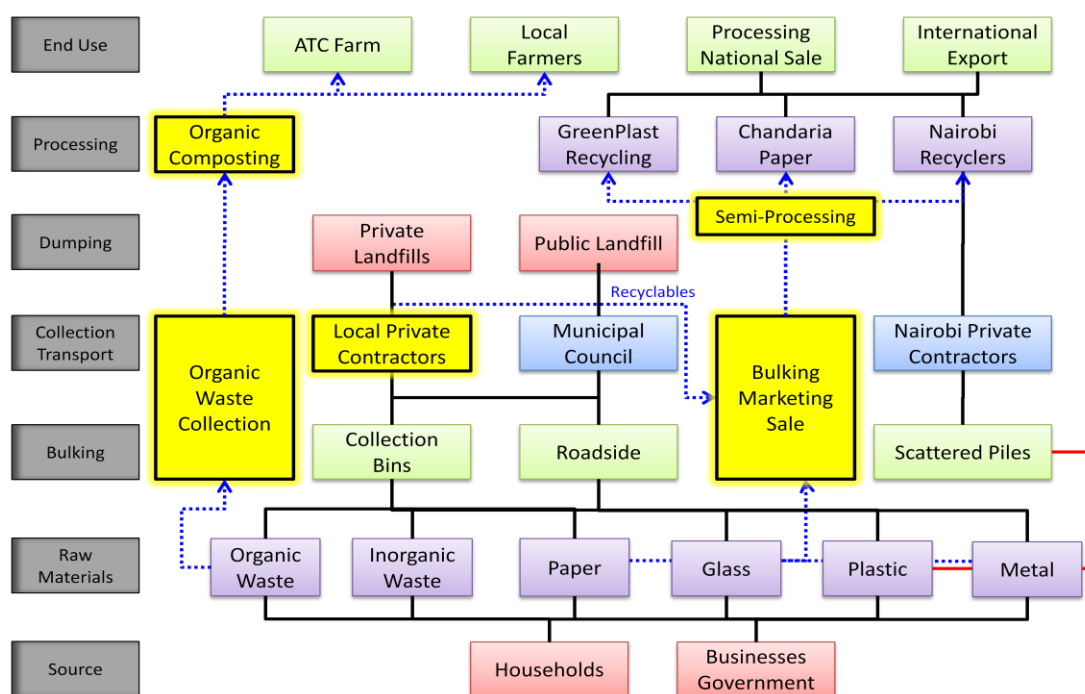 End Use
ATC Farm
Local
Farmers
Processing
National Sale
International
Export
Processing
Organic
Composting
GreenPlast
Recycling
Chandaria
Paper
Nairobi
Recyclers
Semi-Processing
Dumping
Private
Landfills
Public Landfill
Recyclables
Collection
Transport
Organic
Waste
Collection
Local Private
Contractors
Municipal
Council
Bulking
Marketing
Sale
Nairobi Private
Contractors
Bulking
Collection
Bins
Roadside
Scattered Piles
Raw
Materials
Organic
Waste
Inorganic
Waste
Paper
Glass
Plastic
Metal
Source
Households
Businesses
Government